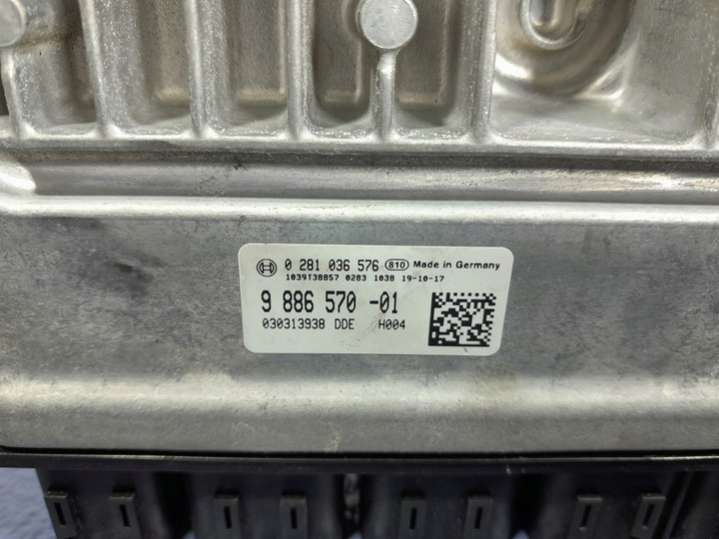 0 281 036 576 810 Made in Germany
1039T38857 0283 1038 19-10-17
9 886 570 -01
030313938 DDE H004